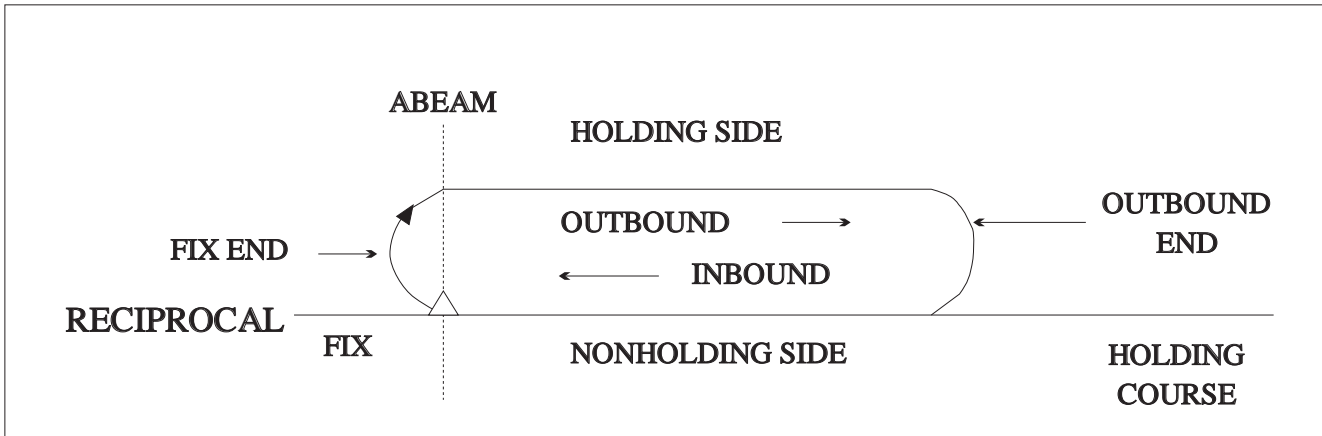 ABEAM
HOLDING SIDE
OUTBOUND
OUTBOUND
END
FIX END
INBOUND
RECIPROCAL
FIX
NONHOLDING SIDE
HOLDING
COURSE